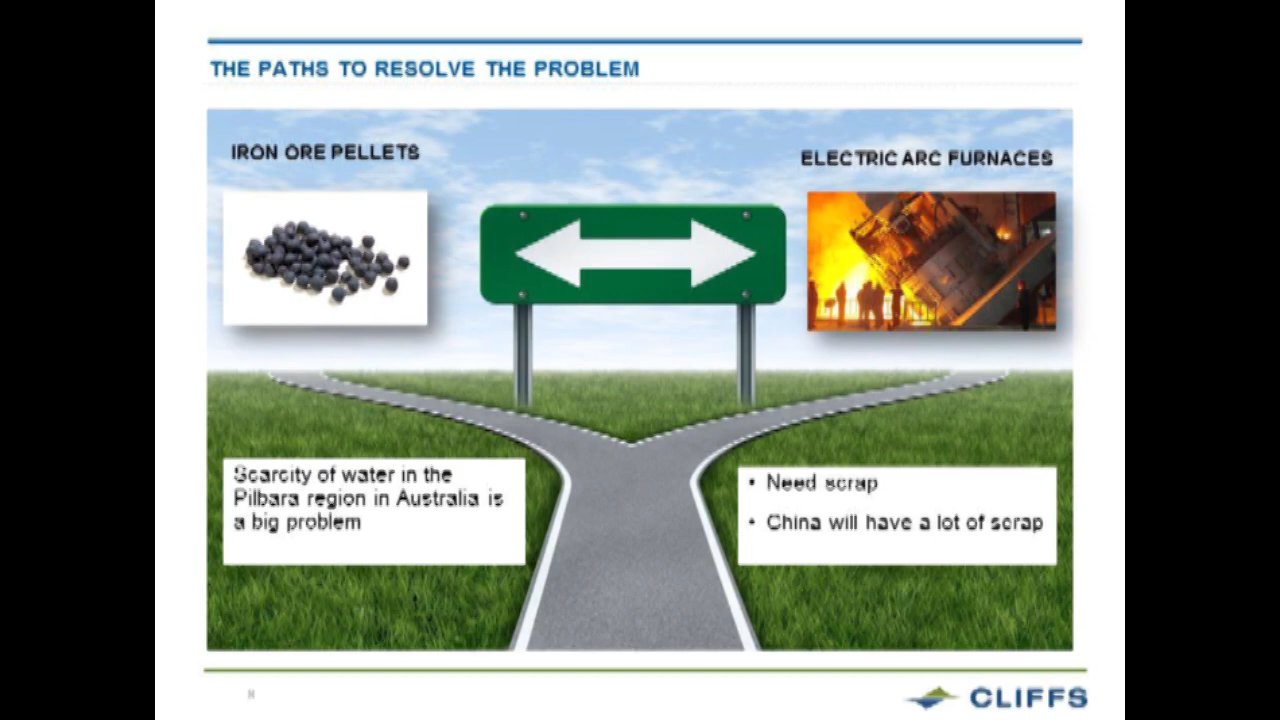 THE PATHS TO RESOLVE THE PROBLEM
IRON ORE PELLETS
ELECTRIC ARC FURNACES
Scarcity of water in the
Pilbara region in Australia is
a big problem
• Need scrap
• China will have a lot of scrap
CLIFFS